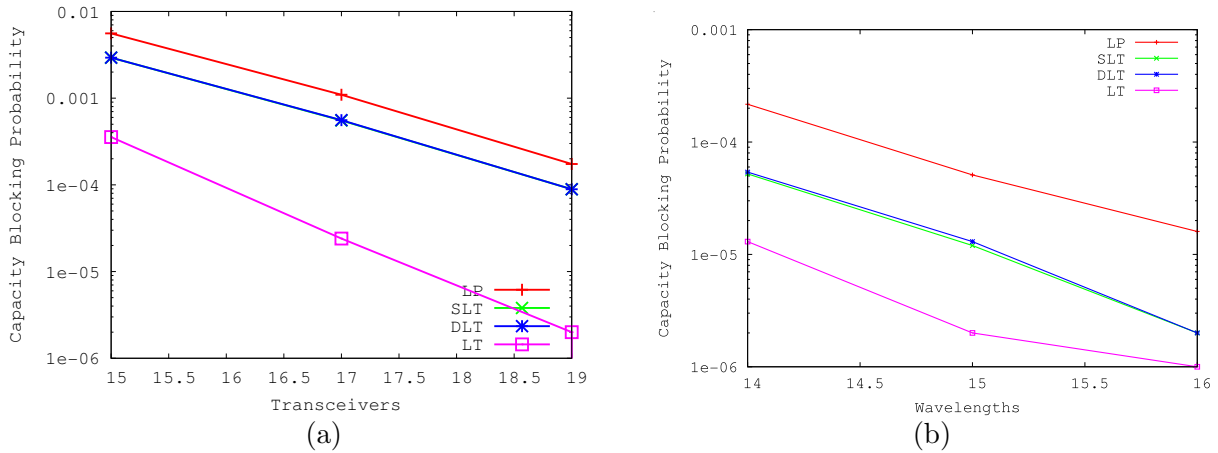 0.01
0.001
1e-04
1e-05
1e-06
Capacity Blocking Probability
LP
SLT
DLT
LT
15 15.5 16 16.5 17 17.5 18 18.5 19
Transceivers
(a)
0.001
1e-04
1e-05
1e-06
Capacity Blocking Probability
LP
SLT
DLT
LT
14 14.5 15 15.5 16
Wavelengths
(b)